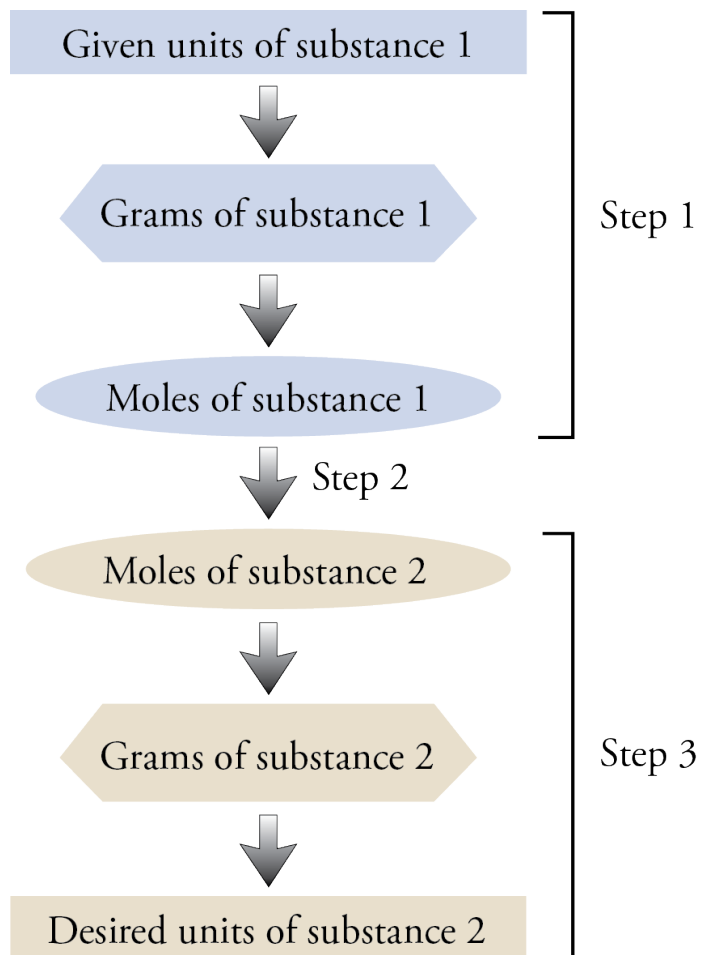 Given units of substance 1
Grams of substance 1
Step 1
Moles of substance 1
Step 2
Moles of substance 2
Grams of substance 2
Step 3
Desired units of substance 2